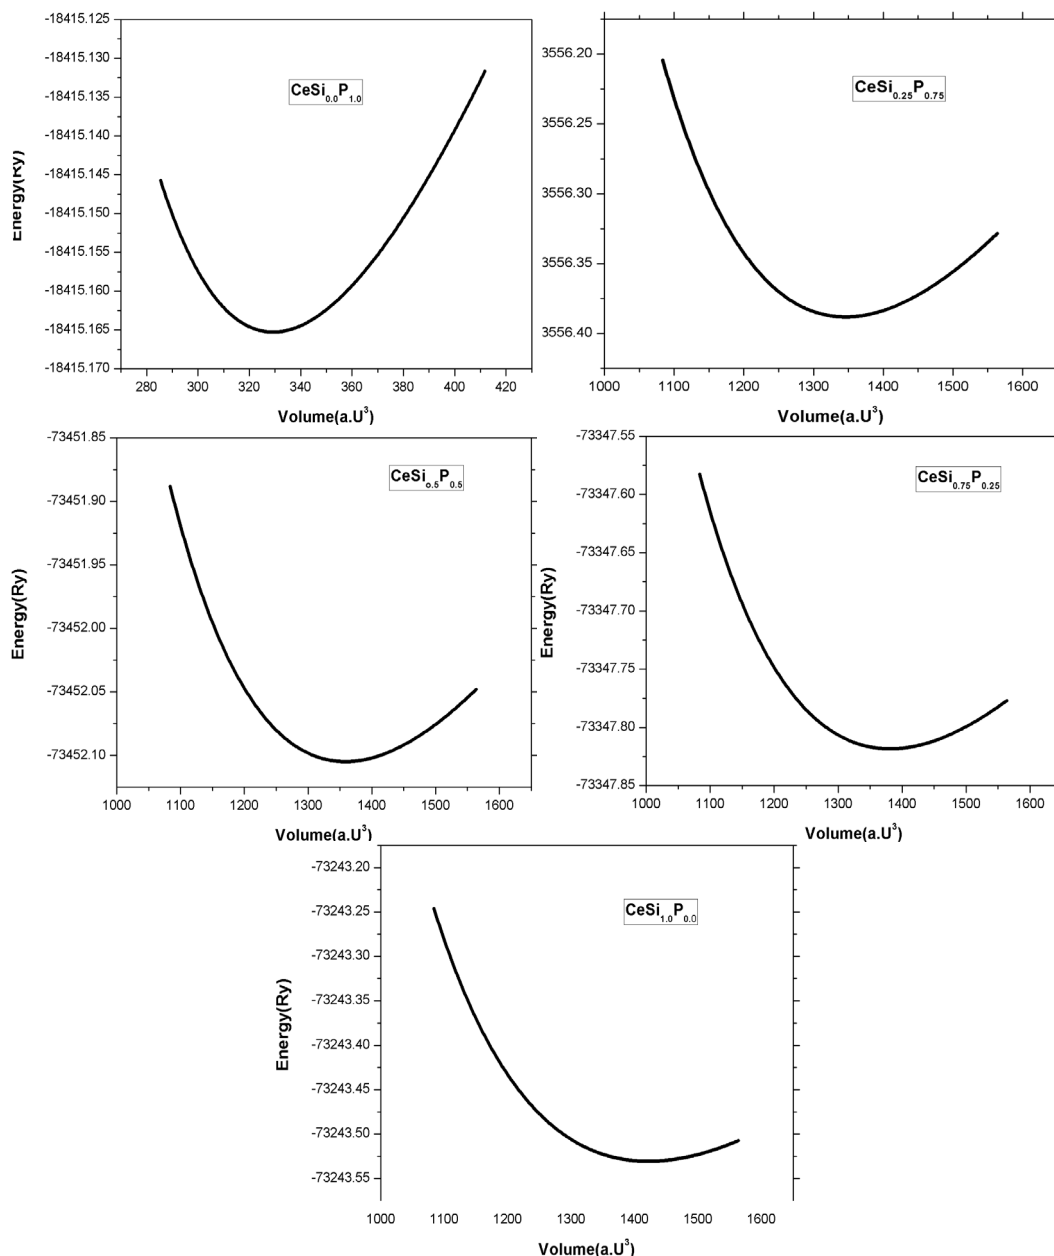 -18415.125
-18415.130
-18415.135
-18415.140
-18415.145
-18415.150
-18415.155
-18415.160
-18415.165
-18415.170
Energy(Ry)
CeSi0.0P1.0
280 300 320 340 360 380 400 420
Volume(a.U³)
3556.20
3556.25
3556.30
3556.35
3556.40
CeSi0.25P0.75
1000 1100 1200 1300 1400 1500 1600
Volume(a.U³)
-73451.85
-73451.90
-73451.95
-73452.00
-73452.05
-73452.10
Energy(Ry)
CeSi0.5P0.5
1000 1100 1200 1300 1400 1500 1600
Volume(a.U³)
-73347.55
-73347.60
-73347.65
-73347.70
-73347.75
-73347.80
-73347.85
Energy(Ry)
CeSi0.75P0.25
1000 1100 1200 1300 1400 1500 1600
Volume(a.U³)
-73243.20
-73243.25
-73243.30
-73243.35
-73243.40
-73243.45
-73243.50
-73243.55
Energy(Ry)
CeSi1.0P0.0
1000 1100 1200 1300 1400 1500 1600
Volume(a.U³)